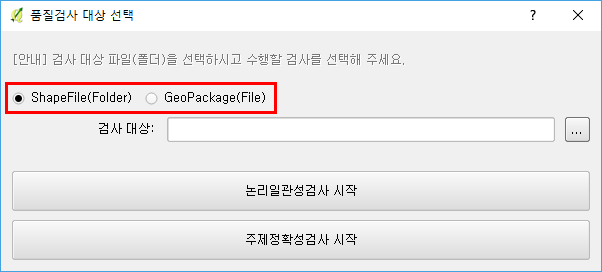 품질검사 대상 선택
[안내] 검사 대상 파일(폴더)을 선택하시고 수행할 검사를 선택해 주세요.
ShapeFile(Folder) GeoPackage(File)
검사 대상: ...
논리일관성검사 시작
주제정확성검사 시작